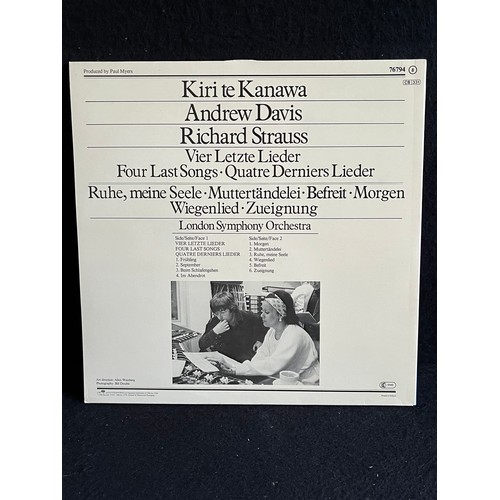 Produced by Paul Myers
76794
CB 331
Kiri te Kanawa
Andrew Davis
Richard Strauss
Vier Letzte Lieder
Four Last Songs · Quatre Derniers Lieder
Ruhe, meine Seele · Muttertändelei · Befreit · Morgen
Wiegenlied · Zueignung
London Symphony Orchestra
Side/Seite/Face 1
VIER LETZTE LIEDER
FOUR LAST SONGS
QUATRE DERNIERS LIEDER
1. Frühling
2. September
3. Beim Schlafengehen
4. Im Abendrot
Side/Seite/Face 2
1. Morgen
2. Muttertändelei
3. Ruhe, meine Seele
4. Wiegenlied
5. Befreit
6. Zueignung